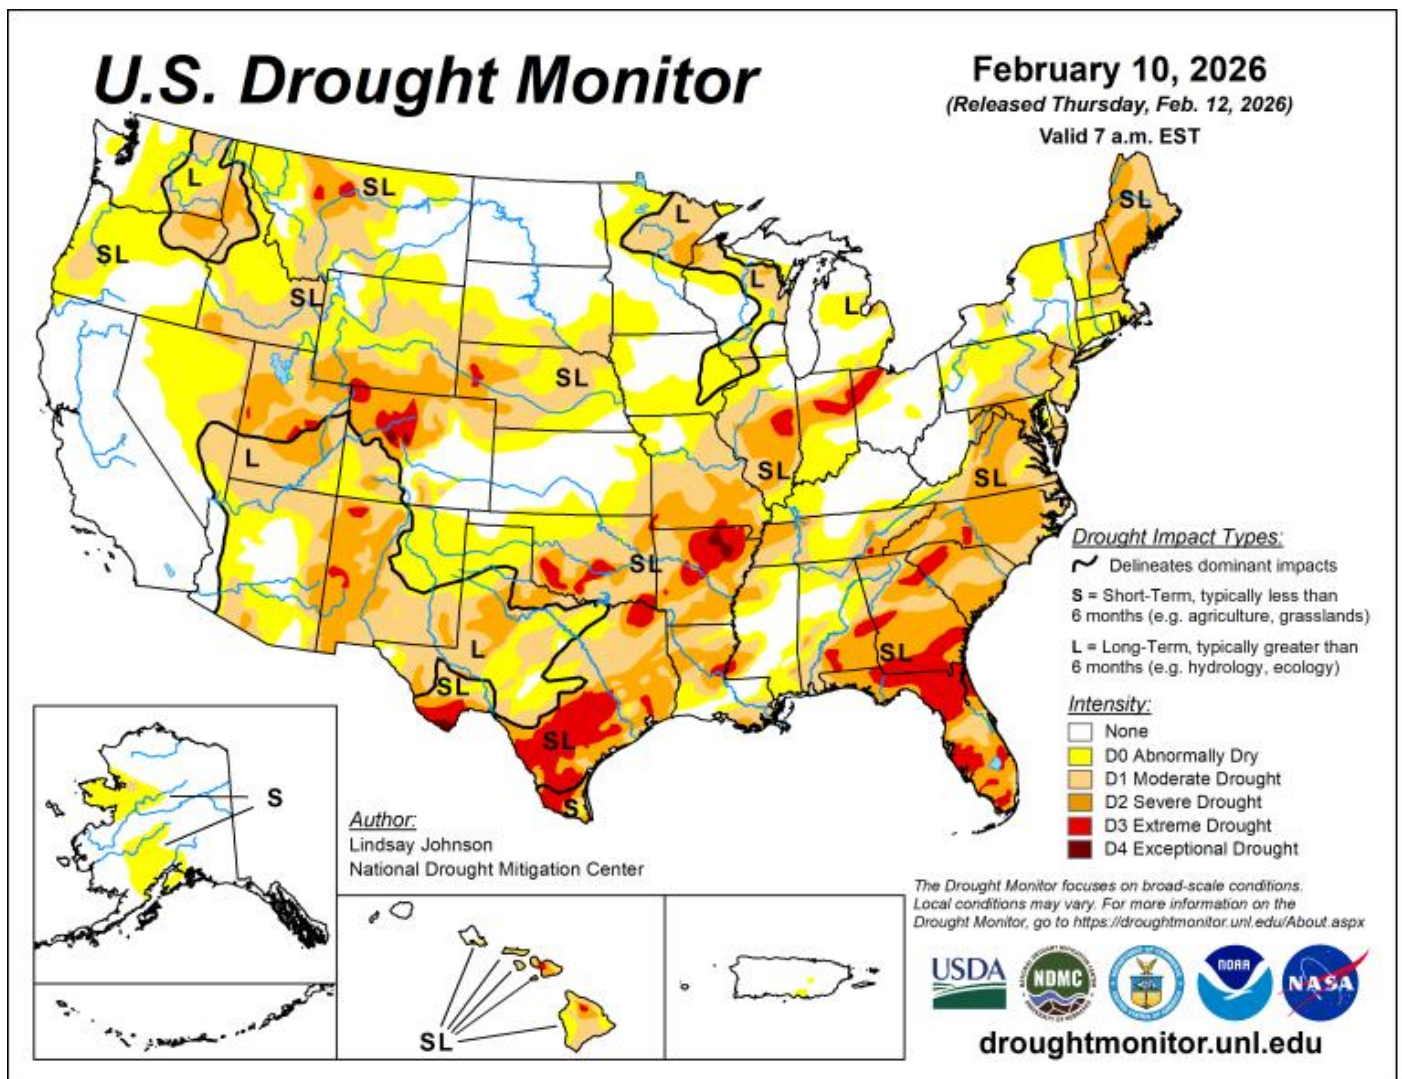 U.S. Drought Monitor
February 10, 2026
(Released Thursday, Feb. 12, 2026)
Valid 7 a.m. EST
L
SL
SL
SL
L
L
L
SL
SL
L
SL
SL
SL
SL
L
SL
SL
SL
S
Drought Impact Types:
Delineates dominant impacts
S = Short-Term, typically less than
6 months (e.g. agriculture, grasslands)
L = Long-Term, typically greater than
6 months (e.g. hydrology, ecology)
Intensity:
None
D0 Abnormally Dry
D1 Moderate Drought
D2 Severe Drought
D3 Extreme Drought
D4 Exceptional Drought
S
Author:
Lindsay Johnson
National Drought Mitigation Center
SL
The Drought Monitor focuses on broad-scale conditions.
Local conditions may vary. For more information on the
Drought Monitor, go to https://droughtmonitor.unl.edu/About.aspx
USDA
NDMC
NOAA
NASA
droughtmonitor.unl.edu